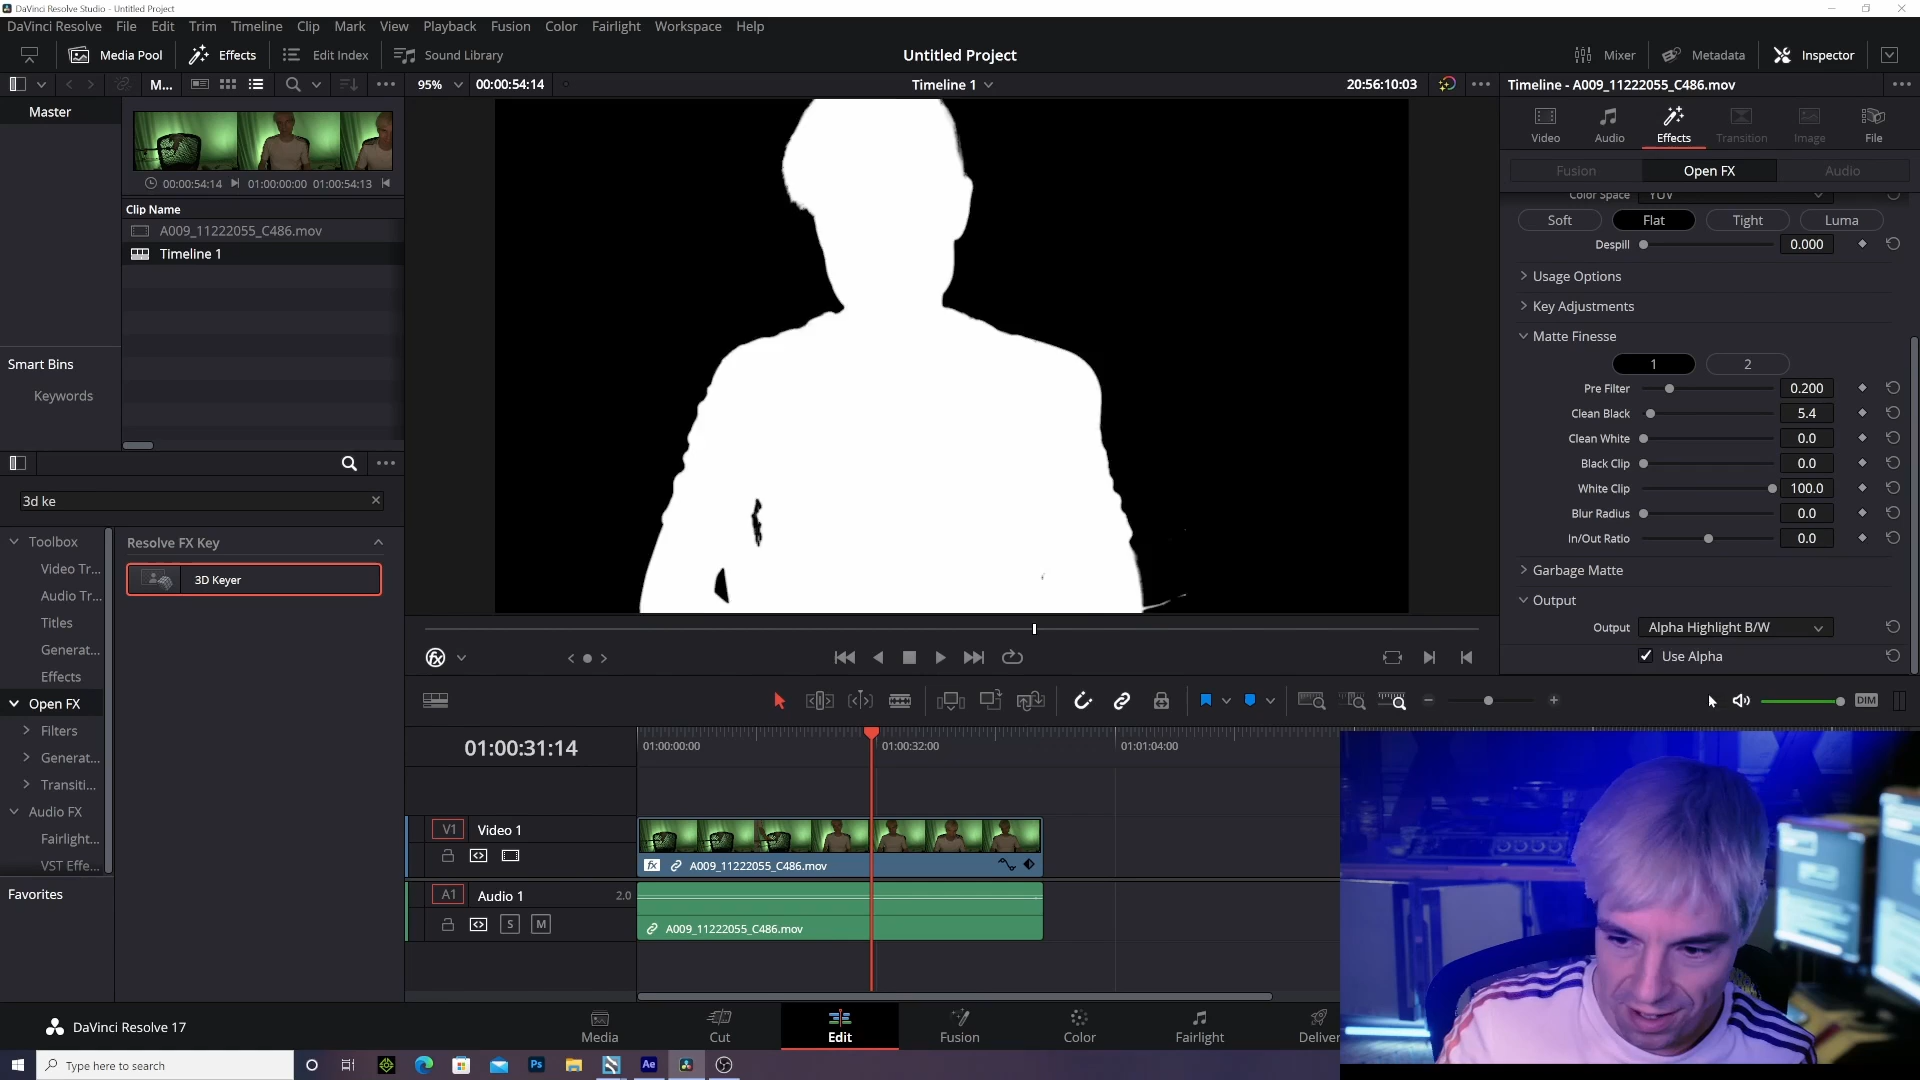 DaVinci Resolve Studio - Untitled Project
DaVinci Resolve File Edit Trim Timeline Clip Mark View Playback Fusion Color Fairlight Workspace Help
Media Pool Effects Edit Index Sound Library Untitled Project Mixer Metadata Inspector
M... 95% 00:00:54:14 Timeline 1 20:56:10:03 Timeline - A009_11222055_C486.mov
Master
Video Audio Effects Transition Image File
Fusion Open FX Audio
00:00:54:14 01:00:00:00 01:00:54:13
Color Space YUV
Clip Name
Soft Flat Tight Luma
A009_11222055_C486.mov
Despill 0.000
Timeline 1
Usage Options
Key Adjustments
Matte Finesse
1 2
Smart Bins
Keywords
Pre Filter 0.200
Clean Black 5.4
Clean White 0.0
Black Clip 0.0
White Clip 100.0
Blur Radius 0.0
In/Out Ratio 0.0
3d ke
Toolbox
Video Tr...
Audio Tr...
Titles
Generat...
Effects
Open FX
Filters
Generat...
Transiti...
Audio FX
Fairlight...
VST Effe...
Favorites
Resolve FX Key
3D Keyer
Garbage Matte
Output
Output Alpha Highlight B/W
Use Alpha
DIM
01:00:31:14 01:00:00:00 01:00:32:00 01:01:04:00
V1 Video 1
fx A009_11222055_C486.mov
A1 Audio 1 2.0
S M
A009_11222055_C486.mov
DaVinci Resolve 17
Media Cut Edit Fusion Color Fairlight Deliver
Type here to search
Ps Ae